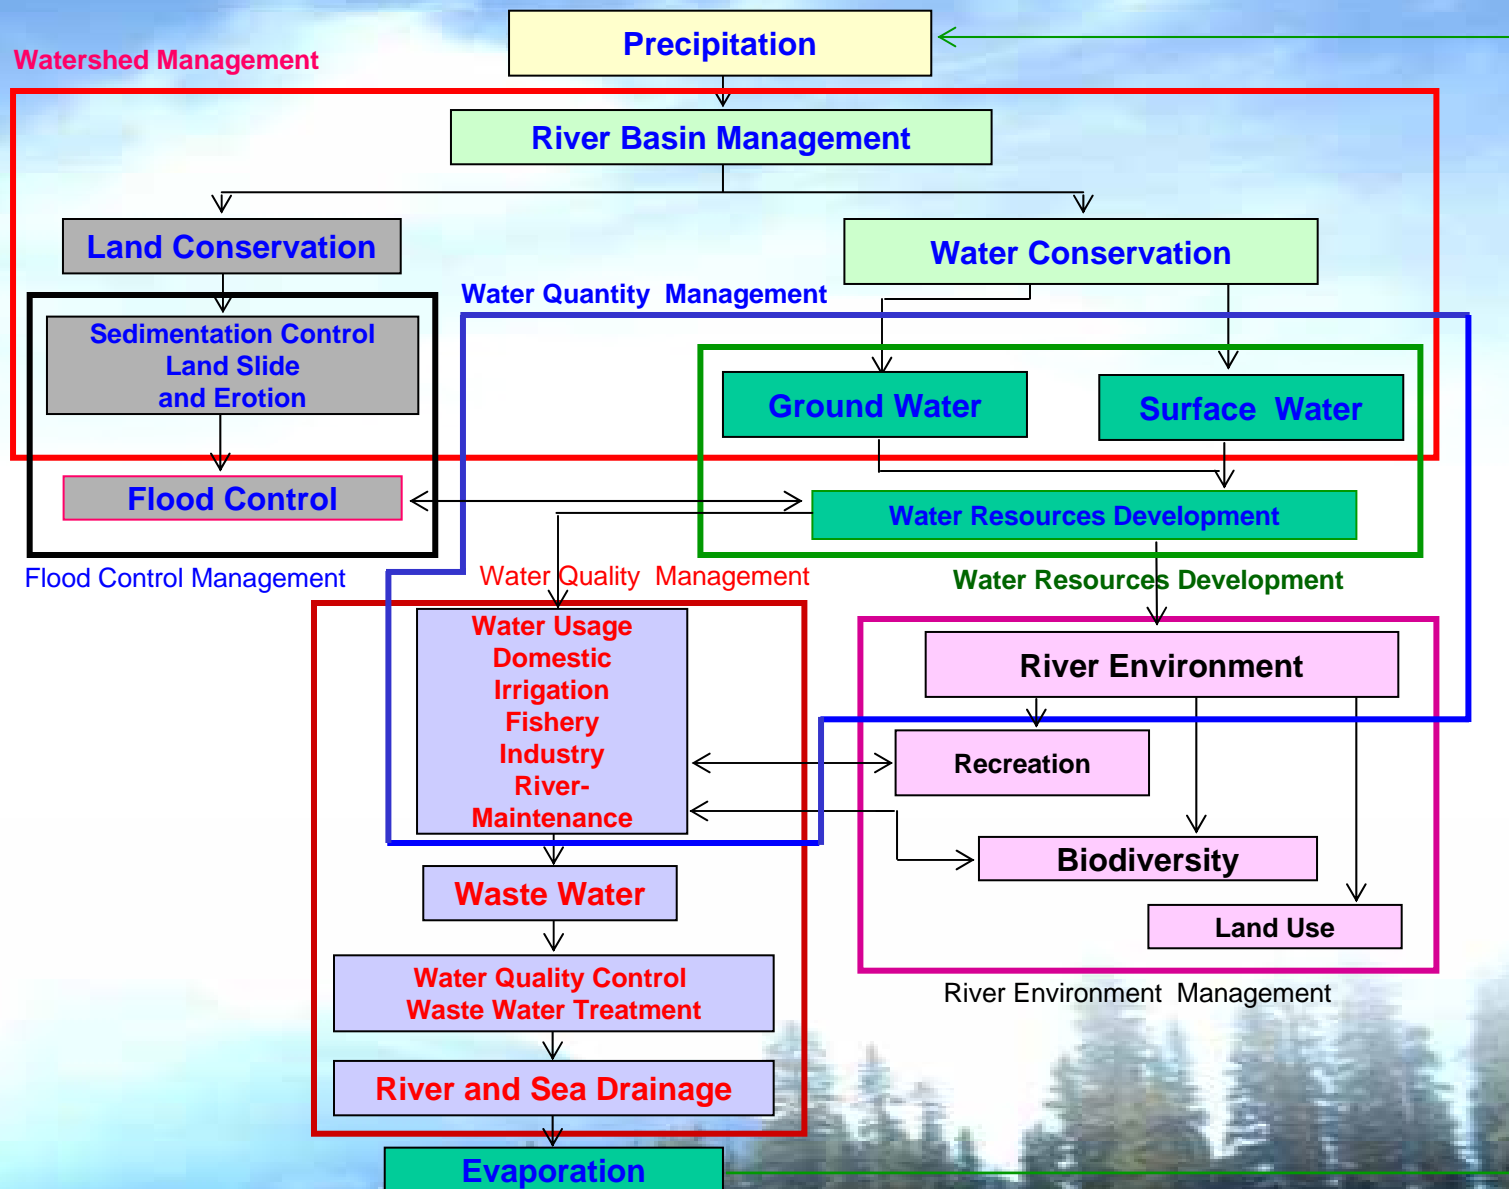 Precipitation
Watershed Management
River Basin Management
Land Conservation
Water Conservation
Water Quantity  Management
Sedimentation Control
Land Slide
and Erotion
Ground Water
Surface  Water
Flood Control
Water Resources Development
Flood Control Management
Water Quality  Management
Water Resources Development
Water Usage
Domestic
Irrigation
Fishery
Industry
River-
Maintenance
River Environment
Recreation
Biodiversity
Waste Water
Land Use
Water Quality Control
Waste Water Treatment
River Environment  Management
River and Sea Drainage
Evaporation